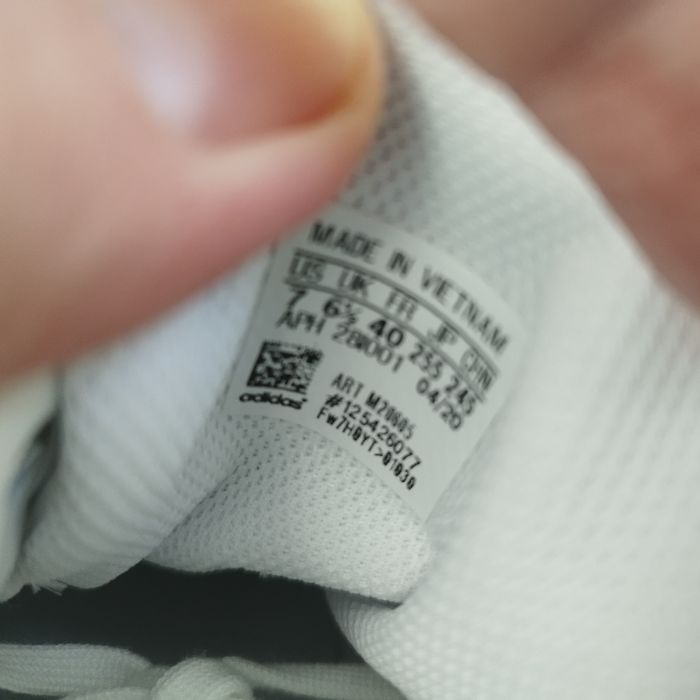 MADE IN VIETNAM
US UK FR JP CHN
7 6½ 40 255 245
APH 04/20
adidas
ART M20605
#125426077